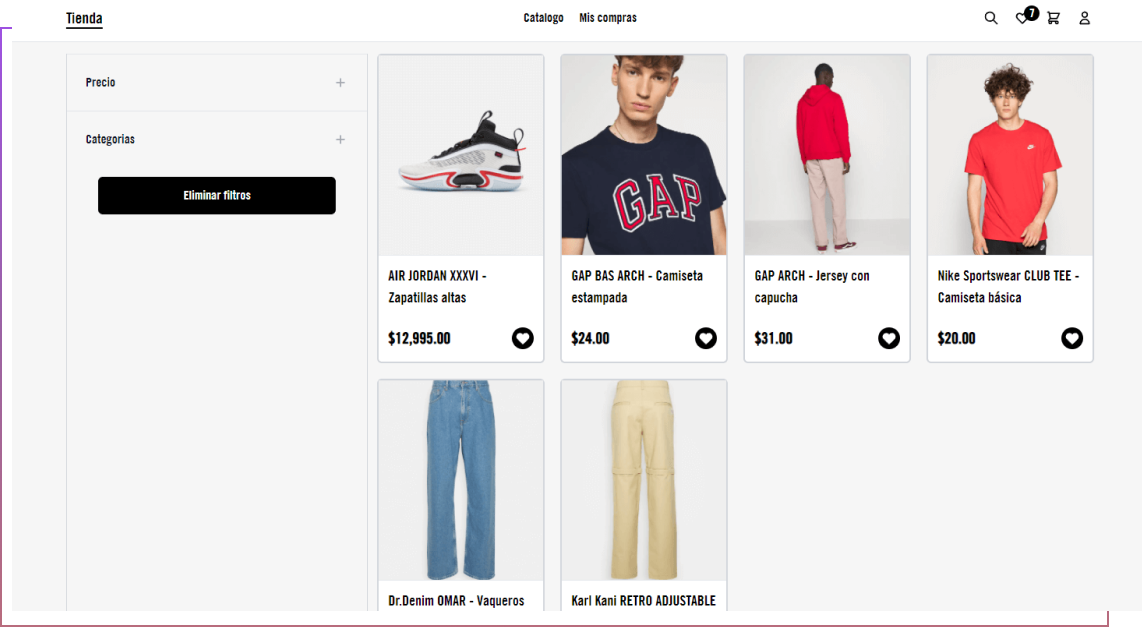 Tienda
Catalogo
Mis compras
7
Precio
Categorias
Eliminar filtros
GAP
AIR JORDAN XXXVI -
Zapatillas altas
$12,995.00
GAP BAS ARCH - Camiseta
estampada
$24.00
GAP ARCH - Jersey con
capucha
$31.00
Nike Sportswear CLUB TEE -
Camiseta básica
$20.00
Dr.Denim OMAR - Vaqueros
Karl Kani RETRO ADJUSTABLE